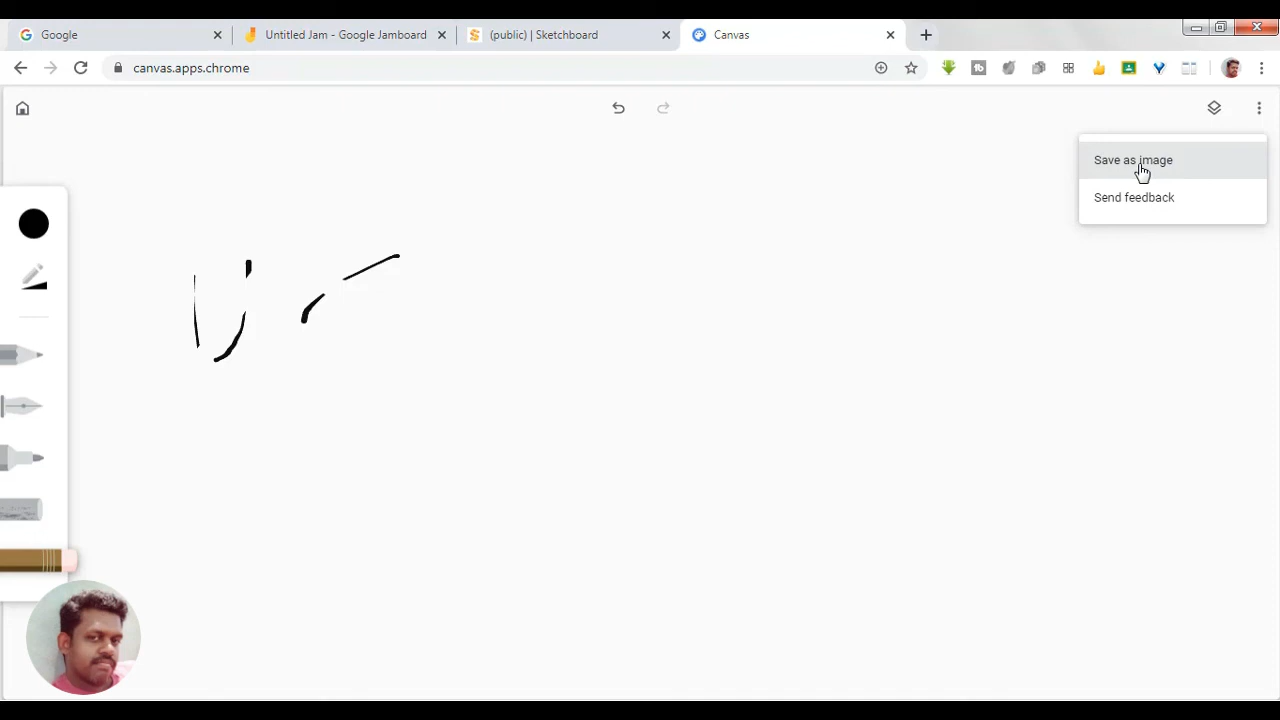 Google
Untitled Jam - Google Jamboard
(public) | Sketchboard
Canvas
canvas.apps.chrome
Save as image
Send feedback